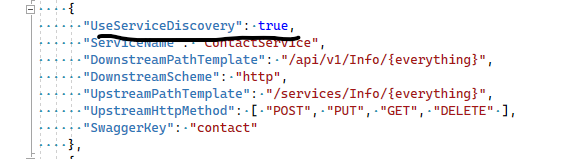 {
"UseServiceDiscovery": true,
"ServiceName": "ContactService",
"DownstreamPathTemplate": "/api/v1/Info/{everything}",
"DownstreamScheme": "http",
"UpstreamPathTemplate": "/services/Info/{everything}",
"UpstreamHttpMethod": [ "POST", "PUT", "GET", "DELETE" ],
"SwaggerKey": "contact"
},